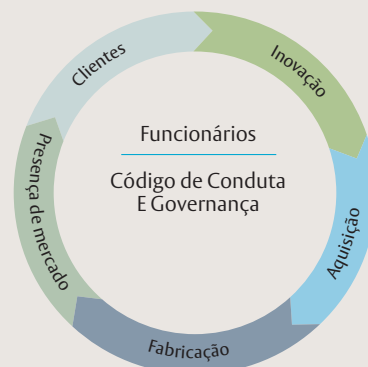 Clientes
Inovação
Funcionários
Código de Conduta
E Governança
Presença de mercado
Aquisição
Fabricação